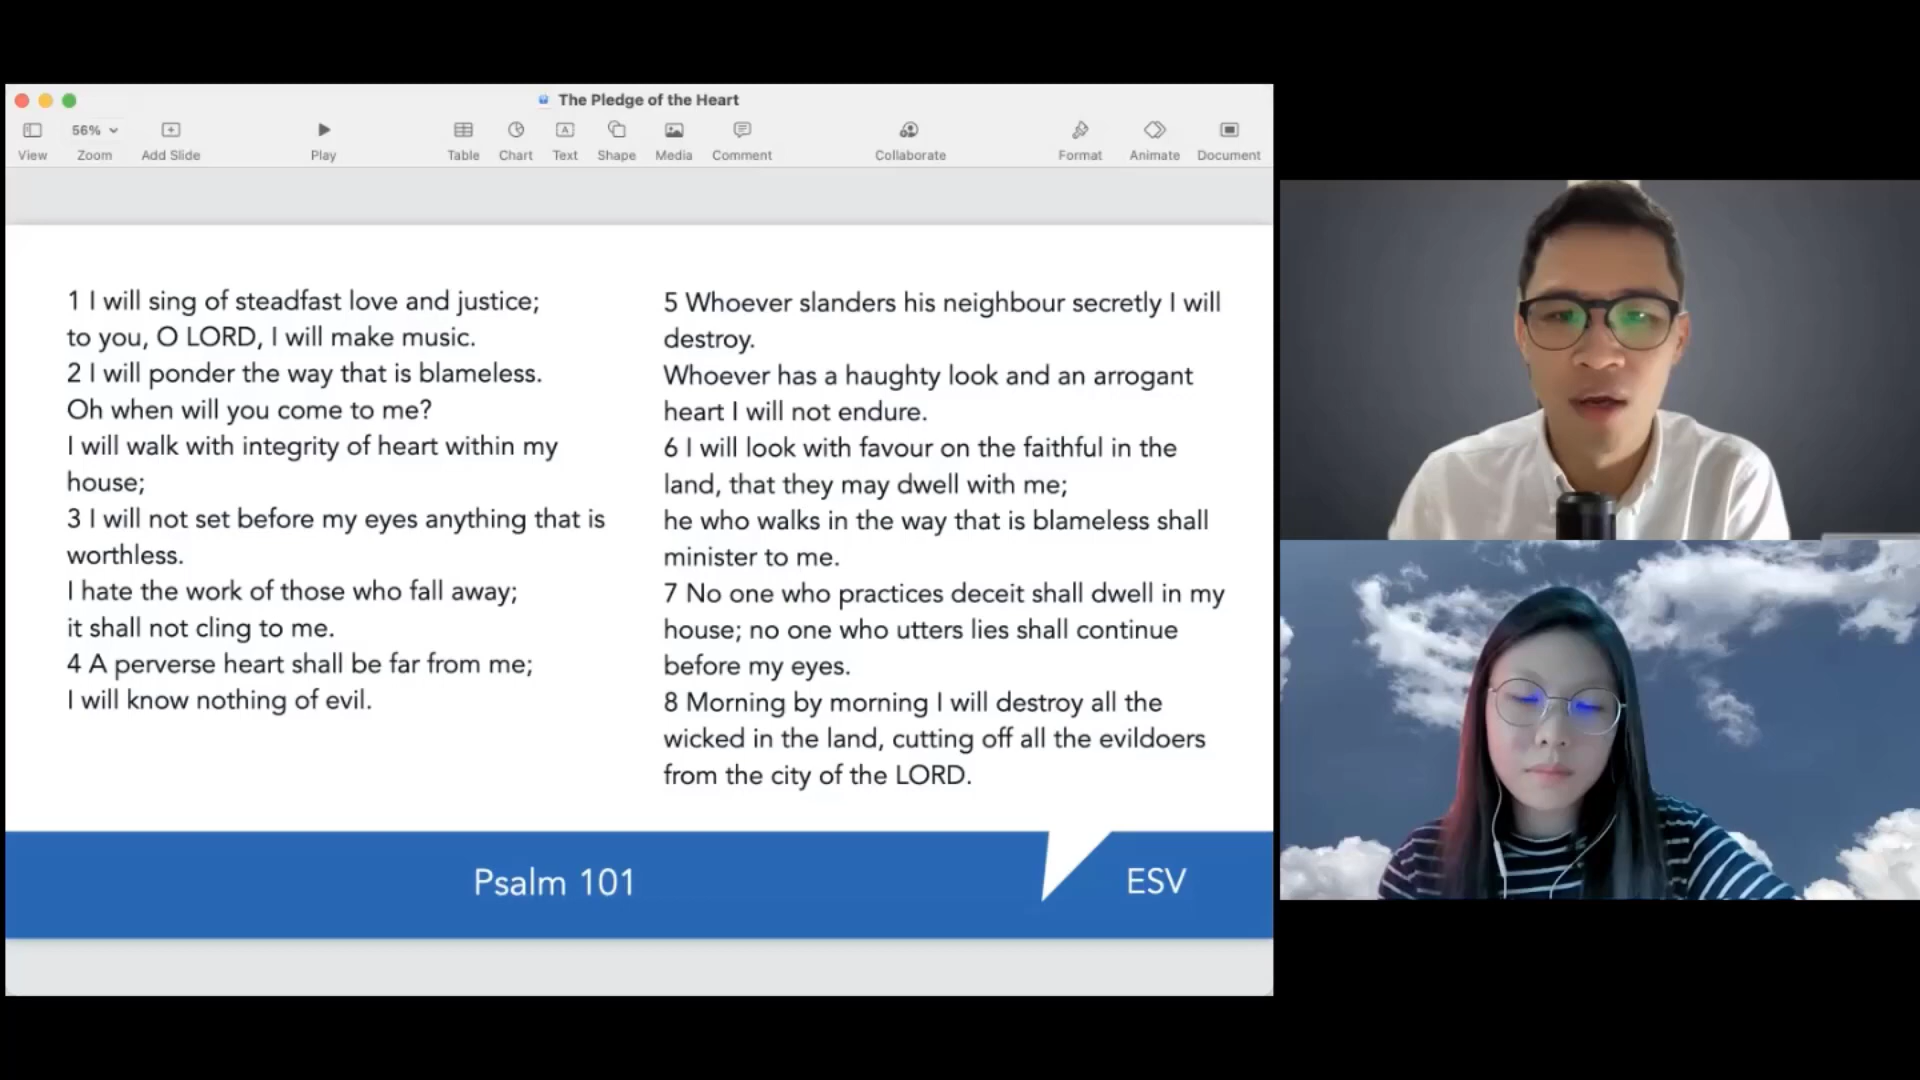 The Pledge of the Heart
56%
View
Zoom
Add Slide
Play
Table
Chart
Text
Shape
Media
Comment
Collaborate
Format
Animate
Document
1 I will sing of steadfast love and justice;
to you, O LORD, I will make music.
2 I will ponder the way that is blameless.
Oh when will you come to me?
I will walk with integrity of heart within my
house;
3 I will not set before my eyes anything that is
worthless.
I hate the work of those who fall away;
it shall not cling to me.
4 A perverse heart shall be far from me;
I will know nothing of evil.
5 Whoever slanders his neighbour secretly I will
destroy.
Whoever has a haughty look and an arrogant
heart I will not endure.
6 I will look with favour on the faithful in the
land, that they may dwell with me;
he who walks in the way that is blameless shall
minister to me.
7 No one who practices deceit shall dwell in my
house; no one who utters lies shall continue
before my eyes.
8 Morning by morning I will destroy all the
wicked in the land, cutting off all the evildoers
from the city of the LORD.
Psalm 101
ESV